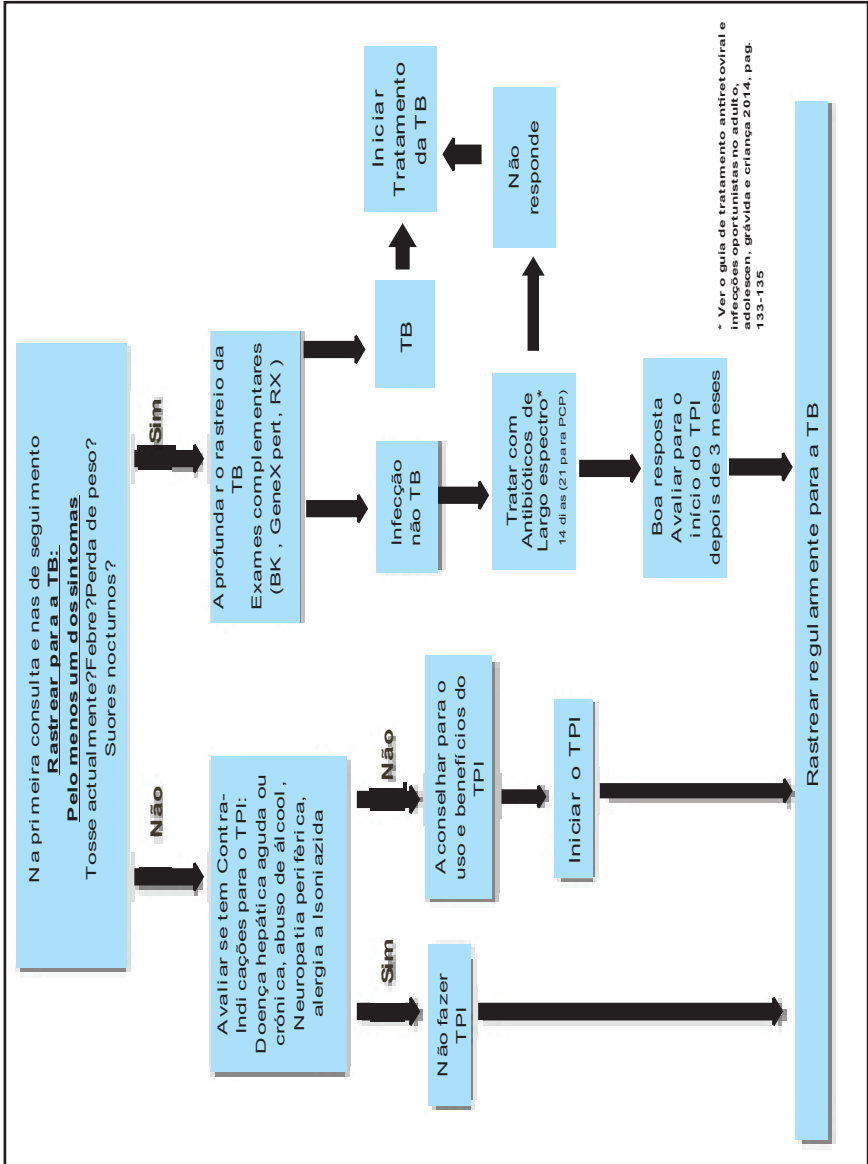 Na primeira consulta e nas de seguimento
Rastrear para a TB:
Pelo menos um dos sintomas
Tosse actualmente?Febre?Perda de peso?
Suores nocturnos?
Não
Sim
Avaliar se tem Contra-
Indicações para o TPI:
Doença hepática aguda ou
crónica, abuso de álcool,
Neuropatia periférica,
alergia a Isoniazida
Sim
Não
Não fazer
TPI
Aconselhar para o
uso e benefícios do
TPI
Iniciar o TPI
Aprofundar o rastreio da
TB
Exames complementares
(BK, GeneXpert, RX)
Infecção
não TB
TB
Iniciar
Tratamento
da TB
Tratar com
Antibióticos de
Largo espectro*
14 dias (21 para PCP)
Não
responde
Boa resposta
Avaliar para o
início do TPI
depois de 3 meses
* Ver o guia de tratamento antiretoviral e
infecções oportunistas no adulto,
adolescen, grávida e criança 2014, pag.
133-135
Rastrear regularmente para a TB